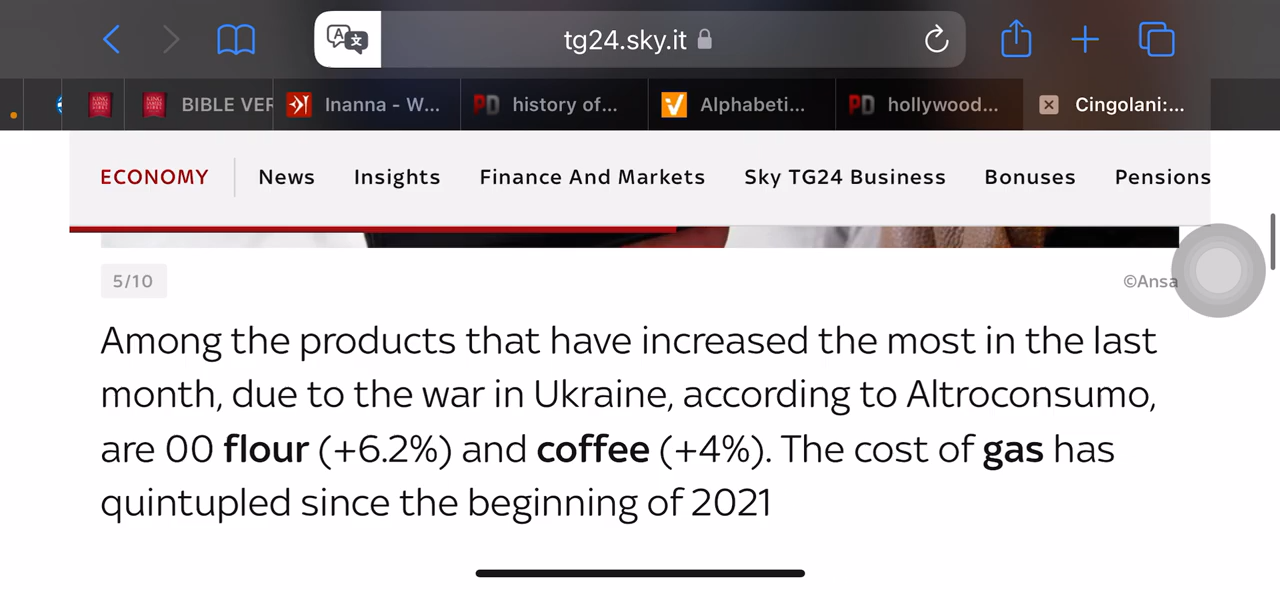 tg24.sky.it
BIBLE VER
Inanna - W...
history of...
Alphabeti...
hollywood...
Cingolani:...
ECONOMY
News
Insights
Finance And Markets
Sky TG24 Business
Bonuses
Pensions
5/10
©Ansa
Among the products that have increased the most in the last
month, due to the war in Ukraine, according to Altroconsumo,
are 00 flour (+6.2%) and coffee (+4%). The cost of gas has
quintupled since the beginning of 2021